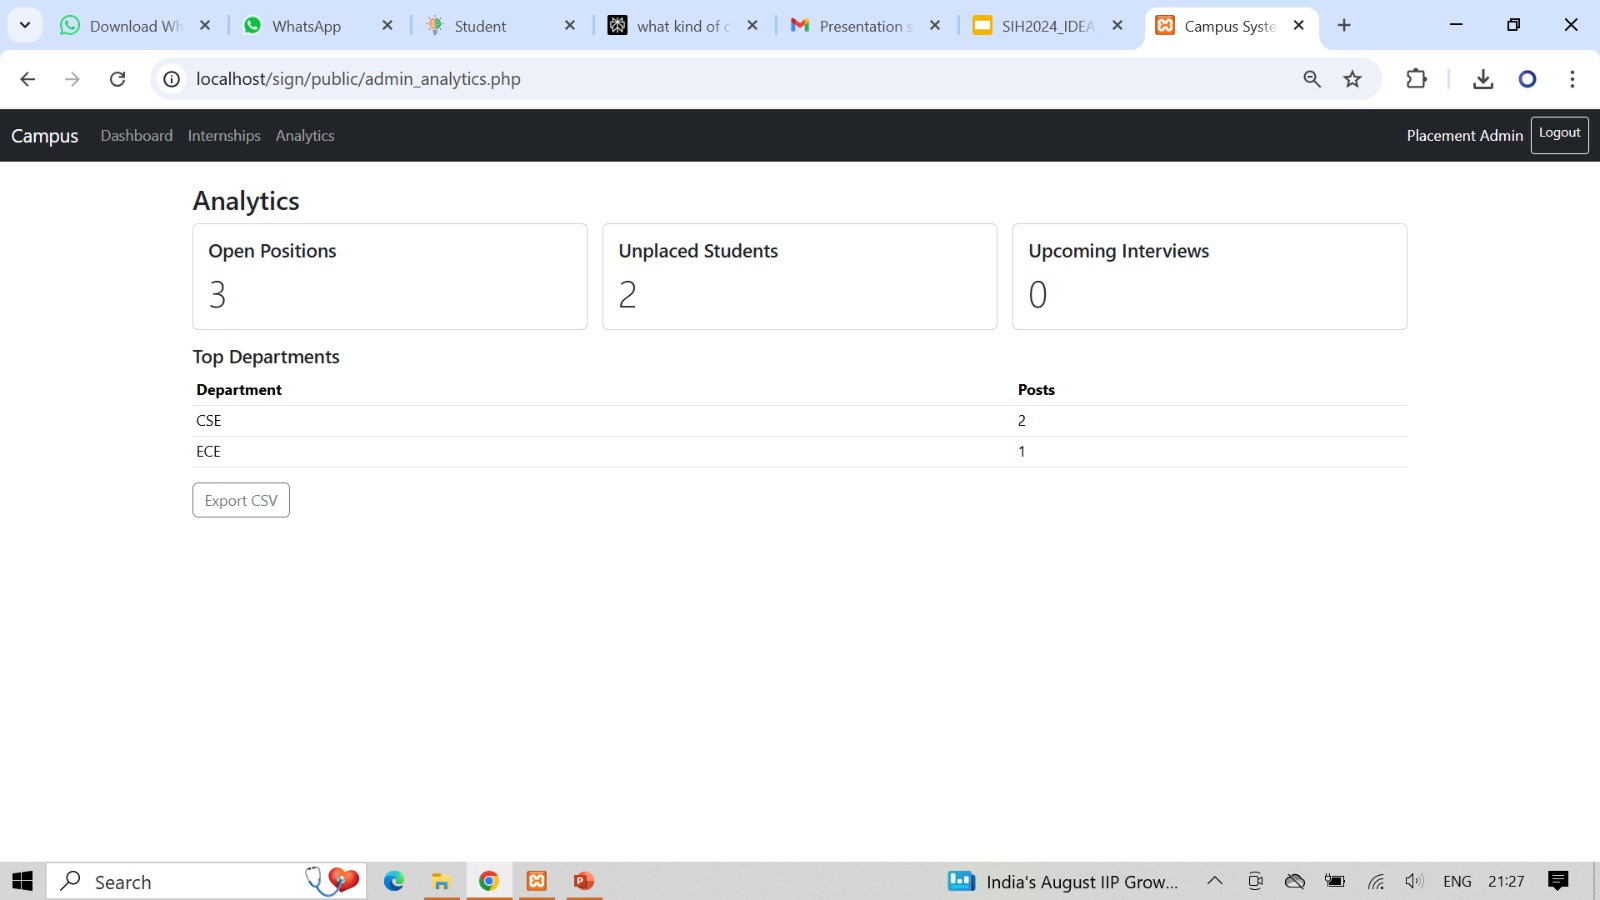 Download Wh
WhatsApp
Student
what kind of c
Presentation s
SIH2024_IDEA
Campus Syste
localhost/sign/public/admin_analytics.php
Campus Dashboard Internships Analytics Placement Admin Logout
Analytics
Open Positions
3
Unplaced Students
2
Upcoming Interviews
0
Top Departments
Department Posts
CSE 2
ECE 1
Export CSV
Search
India's August IIP Grow...
ENG
21:27